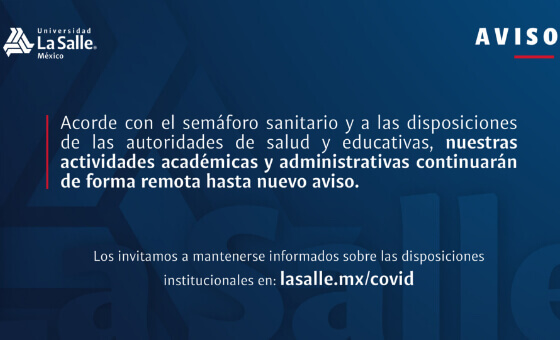 Universidad
La Salle®
México
AVISO
Acorde con el semáforo sanitario y a las disposiciones
de las autoridades de salud y educativas, nuestras
actividades académicas y administrativas continuarán
de forma remota hasta nuevo aviso.
Los invitamos a mantenerse informados sobre las disposiciones
institucionales en: lasalle.mx/covid
La Salle